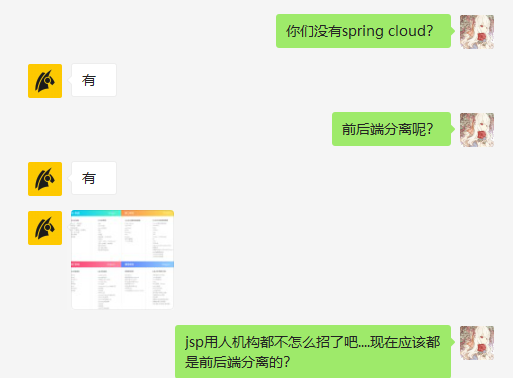 你们没有spring cloud?
有
前后端分离呢?
有
jsp用人机构都不怎么招了吧....现在应该都
是前后端分离的?